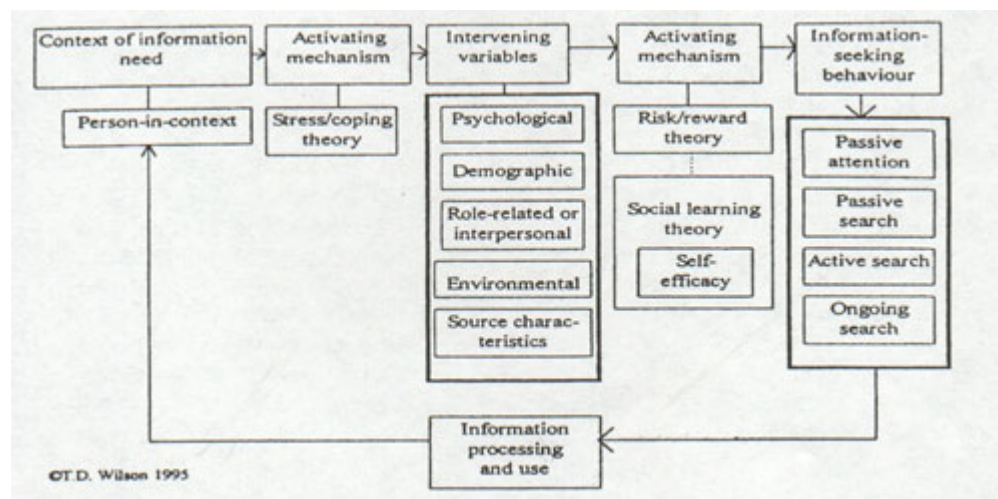 Context of information
need
Activating
mechanism
Intervening
variables
Activating
mechanism
Information-
seeking
behaviour
Person-in-context
Stress/coping
theory
Psychological
Demographic
Role-related or
interpersonal
Environmental
Source charac-
teristics
Risk/reward
theory
Social learning
theory
Self-
efficacy
Passive
attention
Passive
search
Active search
Ongoing
search
Information
processing
and use
©T.D. Wilson 1995